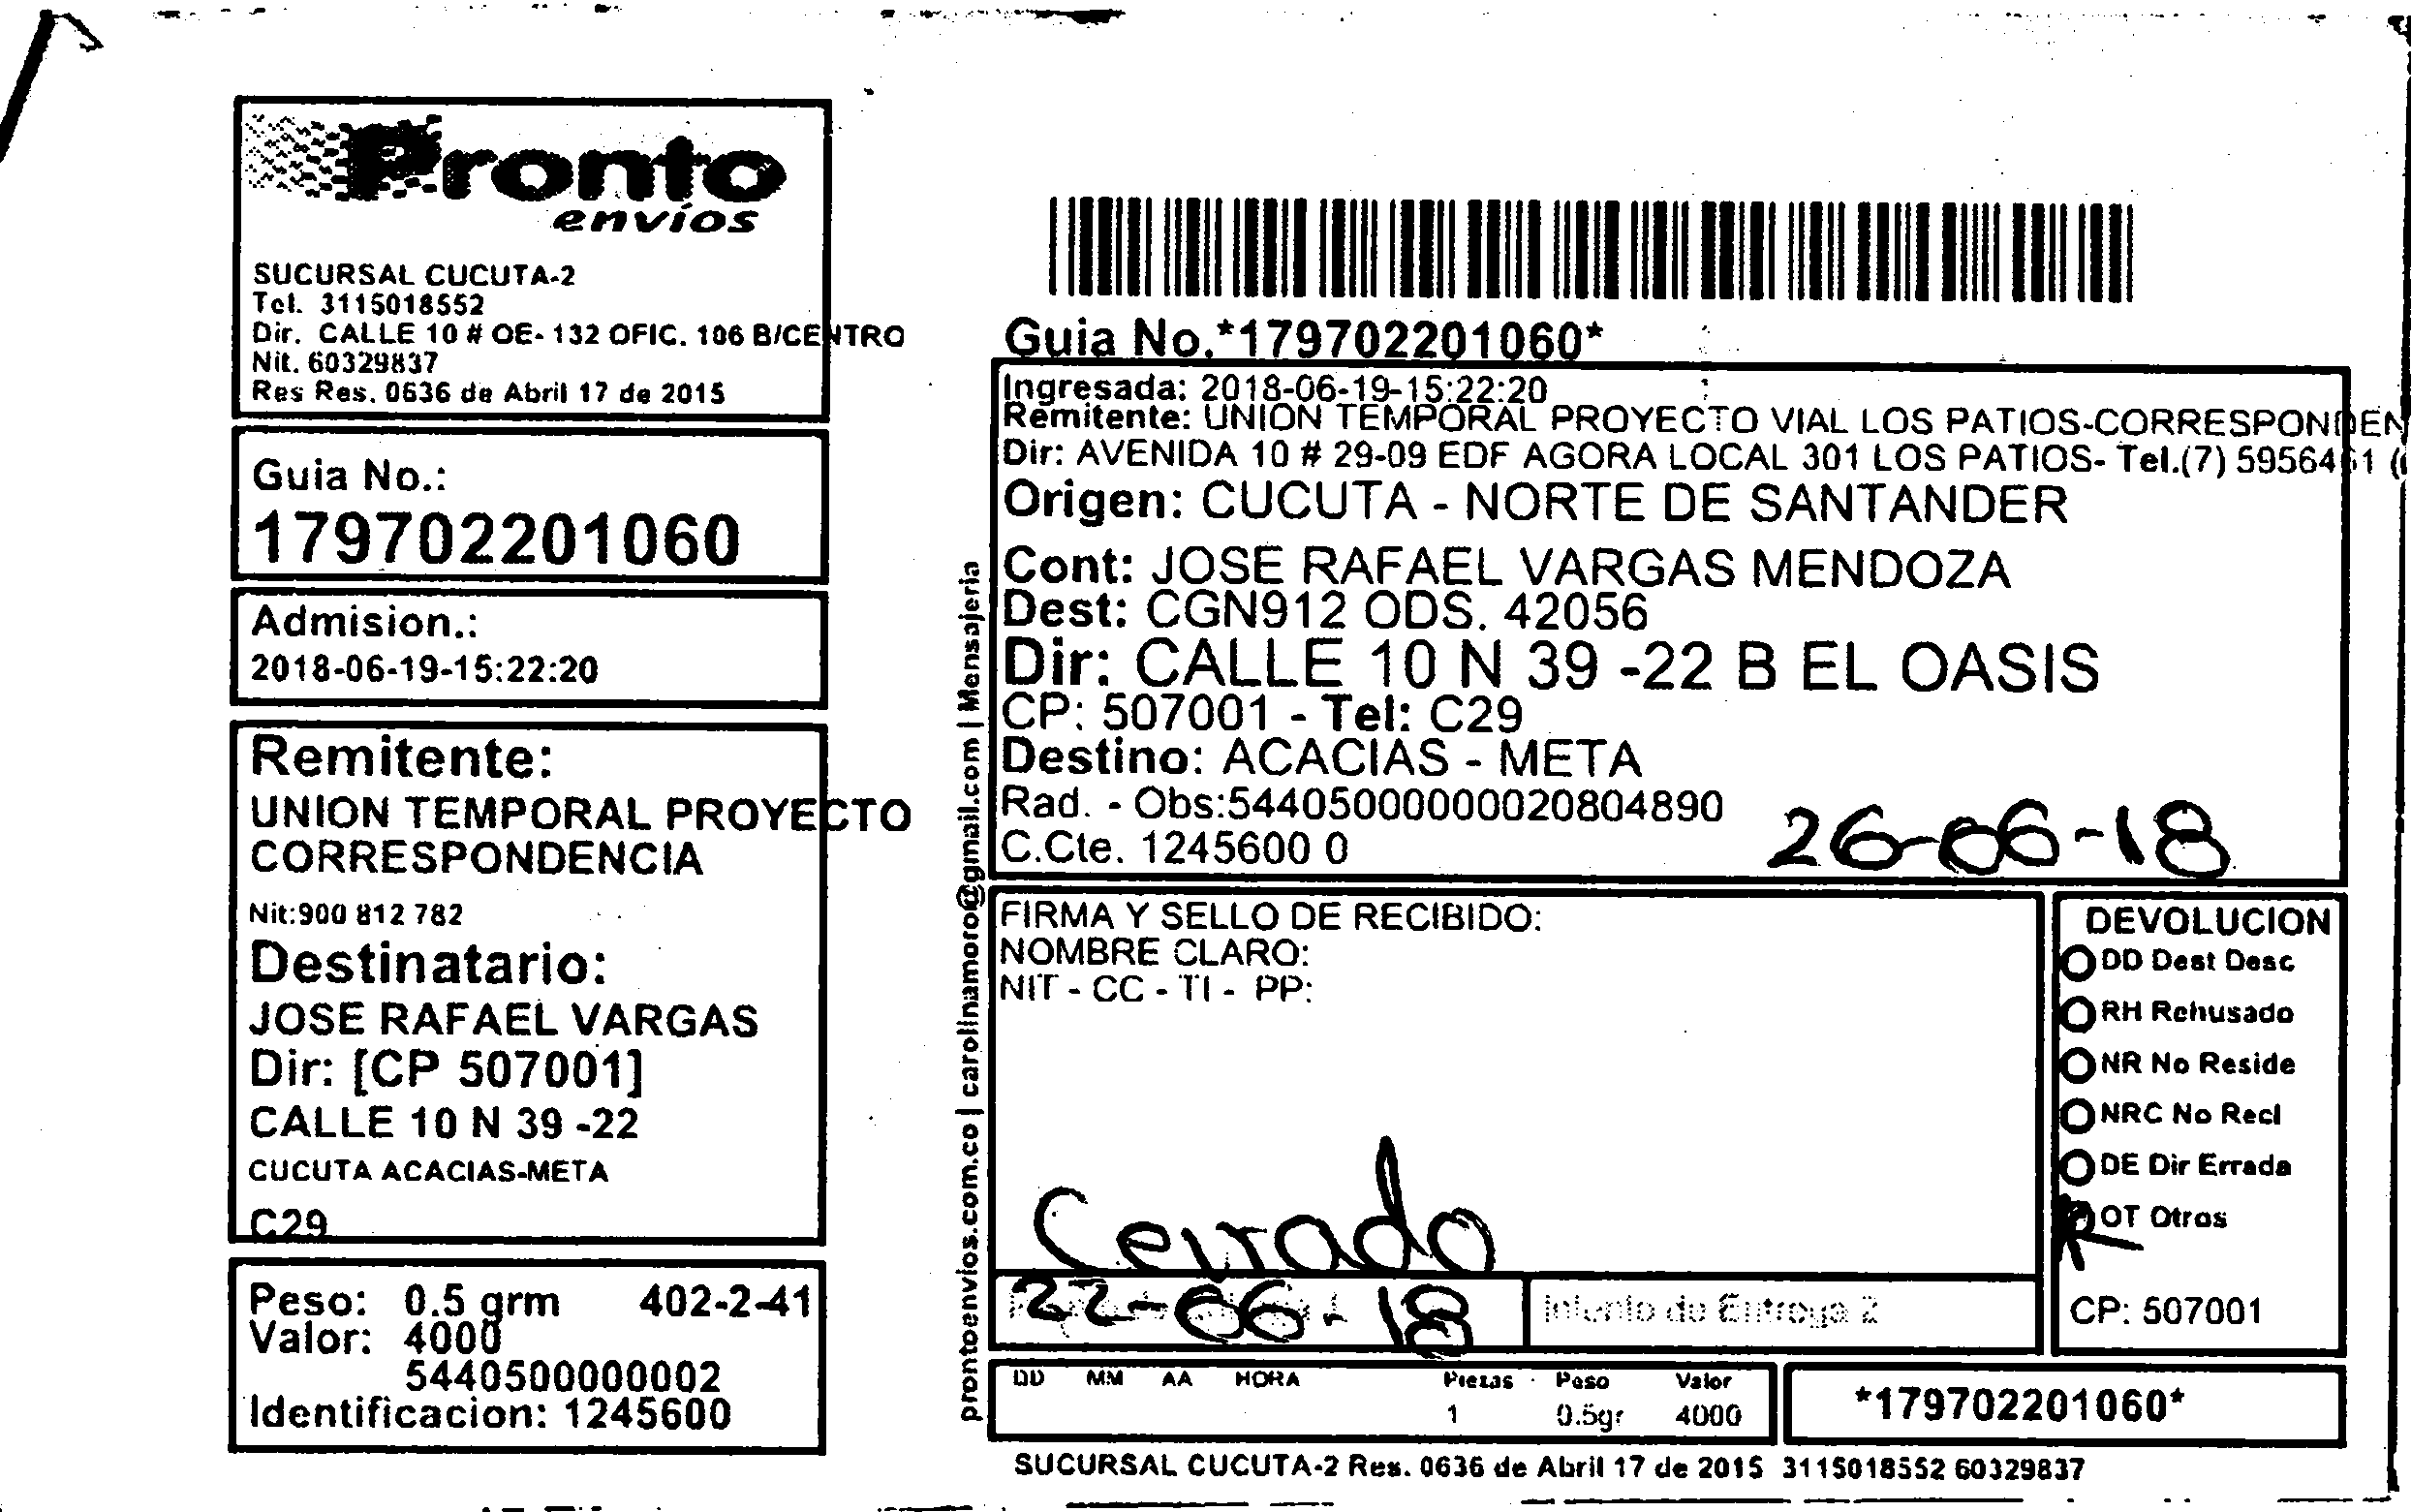 Pronto
envíos
SUCURSAL CUCUTA-2
Tel. 3115018552
Dir. CALLE 10 # OE- 132 OFIC. 106 B/CENTRO
Nit. 60329837
Res Res. 0636 de Abril 17 de 2015
Guia No.:
179702201060
Admision.:
2018-06-19-15:22:20
Remitente:
UNION TEMPORAL PROYECTO
CORRESPONDENCIA
Nit:900 812 782
Destinatario:
JOSE RAFAEL VARGAS
Dir: [CP 507001]
CALLE 10 N 39 -22
CUCUTA ACACIAS-META
C29
Peso: 0.5 grm 402-2-41
Valor: 4000
5440500000002
Identificacion: 1245600
prontoenvios.com.co | carolinamoro@gmail.com | Mensajeria
Guia No.*179702201060*
Ingresada: 2018-06-19-15:22:20
Remitente: UNION TEMPORAL PROYECTO VIAL LOS PATIOS-CORRESPONDEN
Dir: AVENIDA 10 # 29-09 EDF AGORA LOCAL 301 LOS PATIOS- Tel.(7) 5956461
Origen: CUCUTA - NORTE DE SANTANDER
Cont: JOSE RAFAEL VARGAS MENDOZA
Dest: CGN912 ODS. 42056
Dir: CALLE 10 N 39 -22 B EL OASIS
CP: 507001 - Tel: C29
Destino: ACACIAS - META
Rad. - Obs:544050000000020804890
C.Cte. 1245600 0
26-06-18
FIRMA Y SELLO DE RECIBIDO:
NOMBRE CLARO:
NIT - CC - TI - PP:
Cerrado
22-06-18
Intento de Entrega 2
DEVOLUCION
DD Dest Desc
RH Rehusado
NR No Reside
NRC No Recl
DE Dir Errada
OT Otros
CP: 507001
DD MM AA HORA Piezas Peso Valor
1 0.5gr 4000
*179702201060*
SUCURSAL CUCUTA-2 Res. 0636 de Abril 17 de 2015 3115018552 60329837